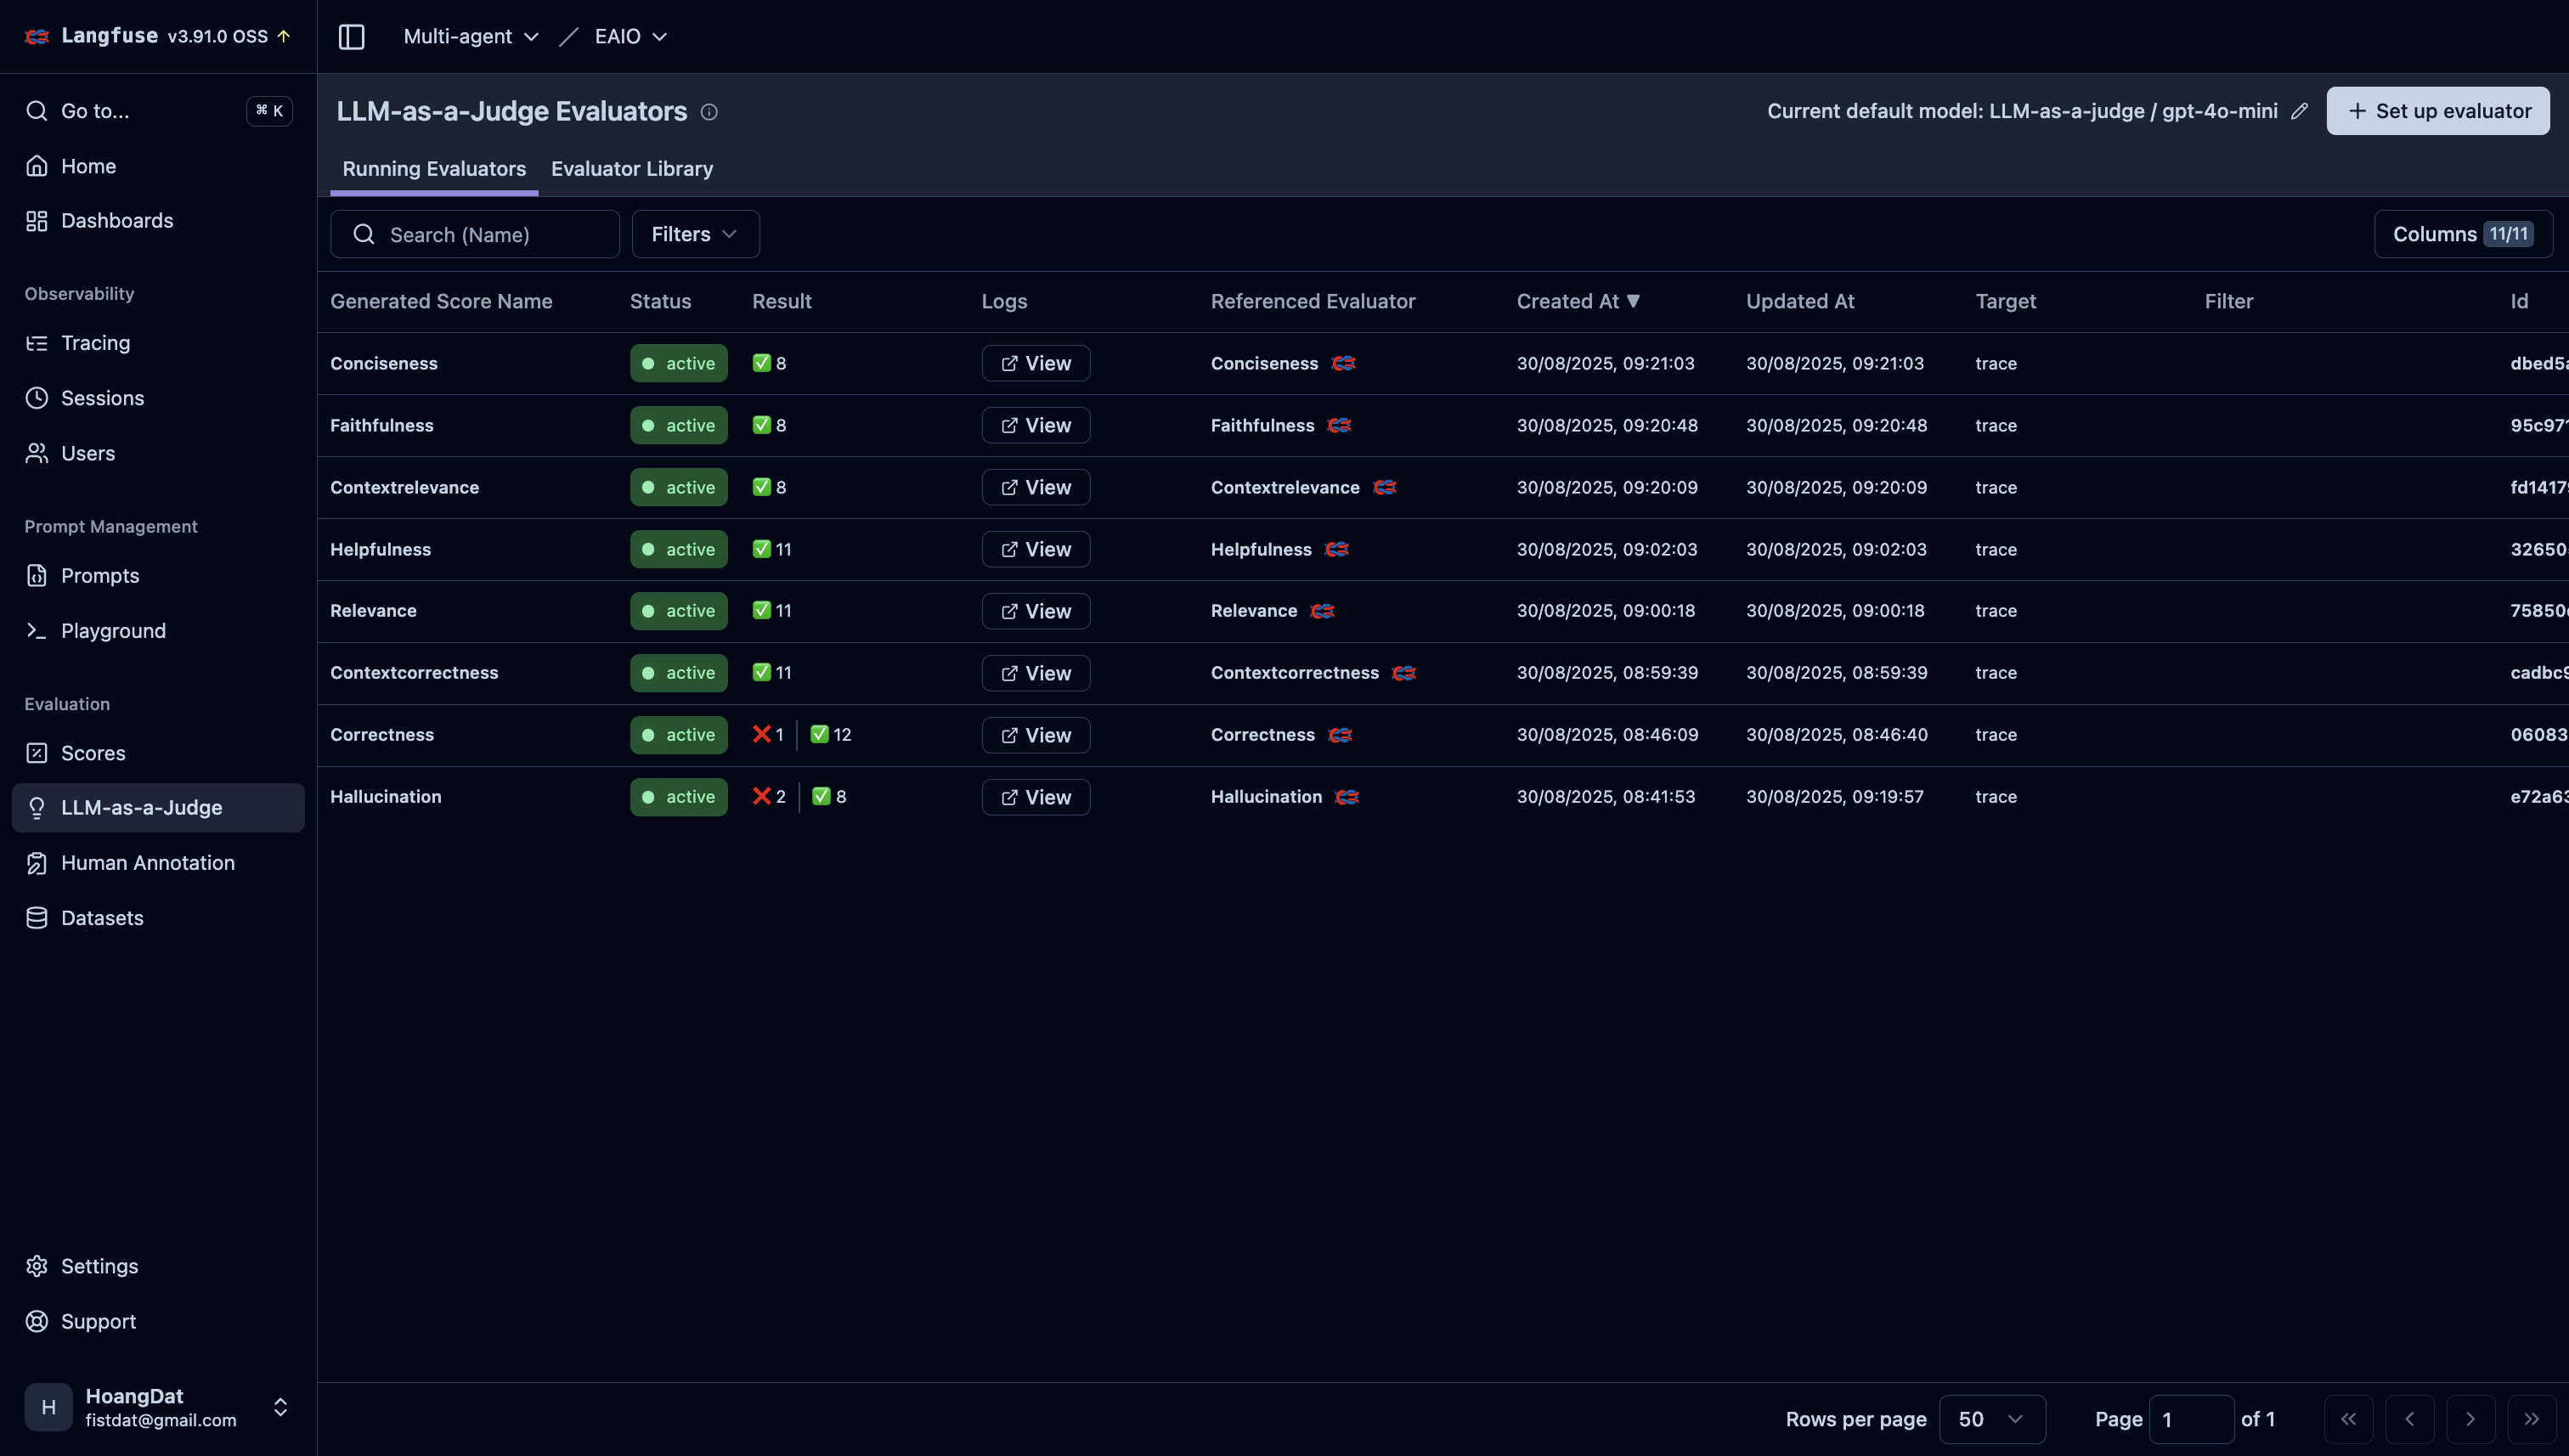 Langfuse v3.91.0 OSS ↑
Multi-agent / EAIO
Go to... ⌘ K
Home
Dashboards
Observability
Tracing
Sessions
Users
Prompt Management
Prompts
Playground
Evaluation
Scores
LLM-as-a-Judge
Human Annotation
Datasets
Settings
Support
H
HoangDat
fistdat@gmail.com
LLM-as-a-Judge Evaluators
Current default model: LLM-as-a-judge / gpt-4o-mini
+ Set up evaluator
Running Evaluators Evaluator Library
Search (Name) Filters Columns 11/11
Generated Score Name Status Result Logs Referenced Evaluator Created At ▼ Updated At Target Filter Id
Conciseness active ✅ 8 View Conciseness 30/08/2025, 09:21:03 30/08/2025, 09:21:03 trace dbed5
Faithfulness active ✅ 8 View Faithfulness 30/08/2025, 09:20:48 30/08/2025, 09:20:48 trace 95c97
Contextrelevance active ✅ 8 View Contextrelevance 30/08/2025, 09:20:09 30/08/2025, 09:20:09 trace fd1417
Helpfulness active ✅ 11 View Helpfulness 30/08/2025, 09:02:03 30/08/2025, 09:02:03 trace 32650
Relevance active ✅ 11 View Relevance 30/08/2025, 09:00:18 30/08/2025, 09:00:18 trace 75850
Contextcorrectness active ✅ 11 View Contextcorrectness 30/08/2025, 08:59:39 30/08/2025, 08:59:39 trace cadbc
Correctness active ❌ 1 ✅ 12 View Correctness 30/08/2025, 08:46:09 30/08/2025, 08:46:40 trace 06083
Hallucination active ❌ 2 ✅ 8 View Hallucination 30/08/2025, 08:41:53 30/08/2025, 09:19:57 trace e72a6
Rows per page 50 Page 1 of 1